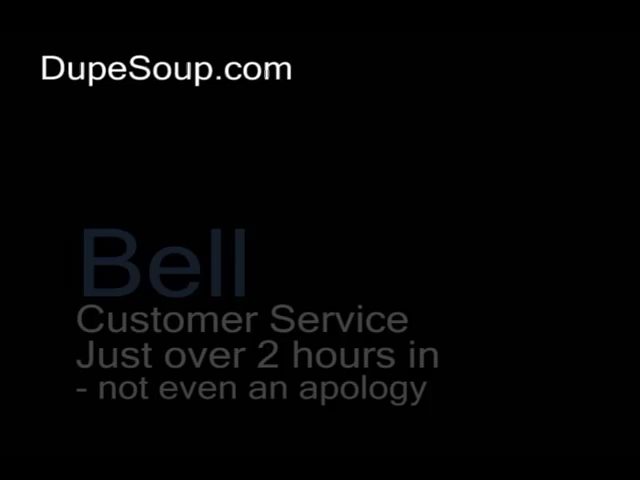 DupeSoup.com
Bell
Customer Service
Just over 2 hours in
- not even an apology